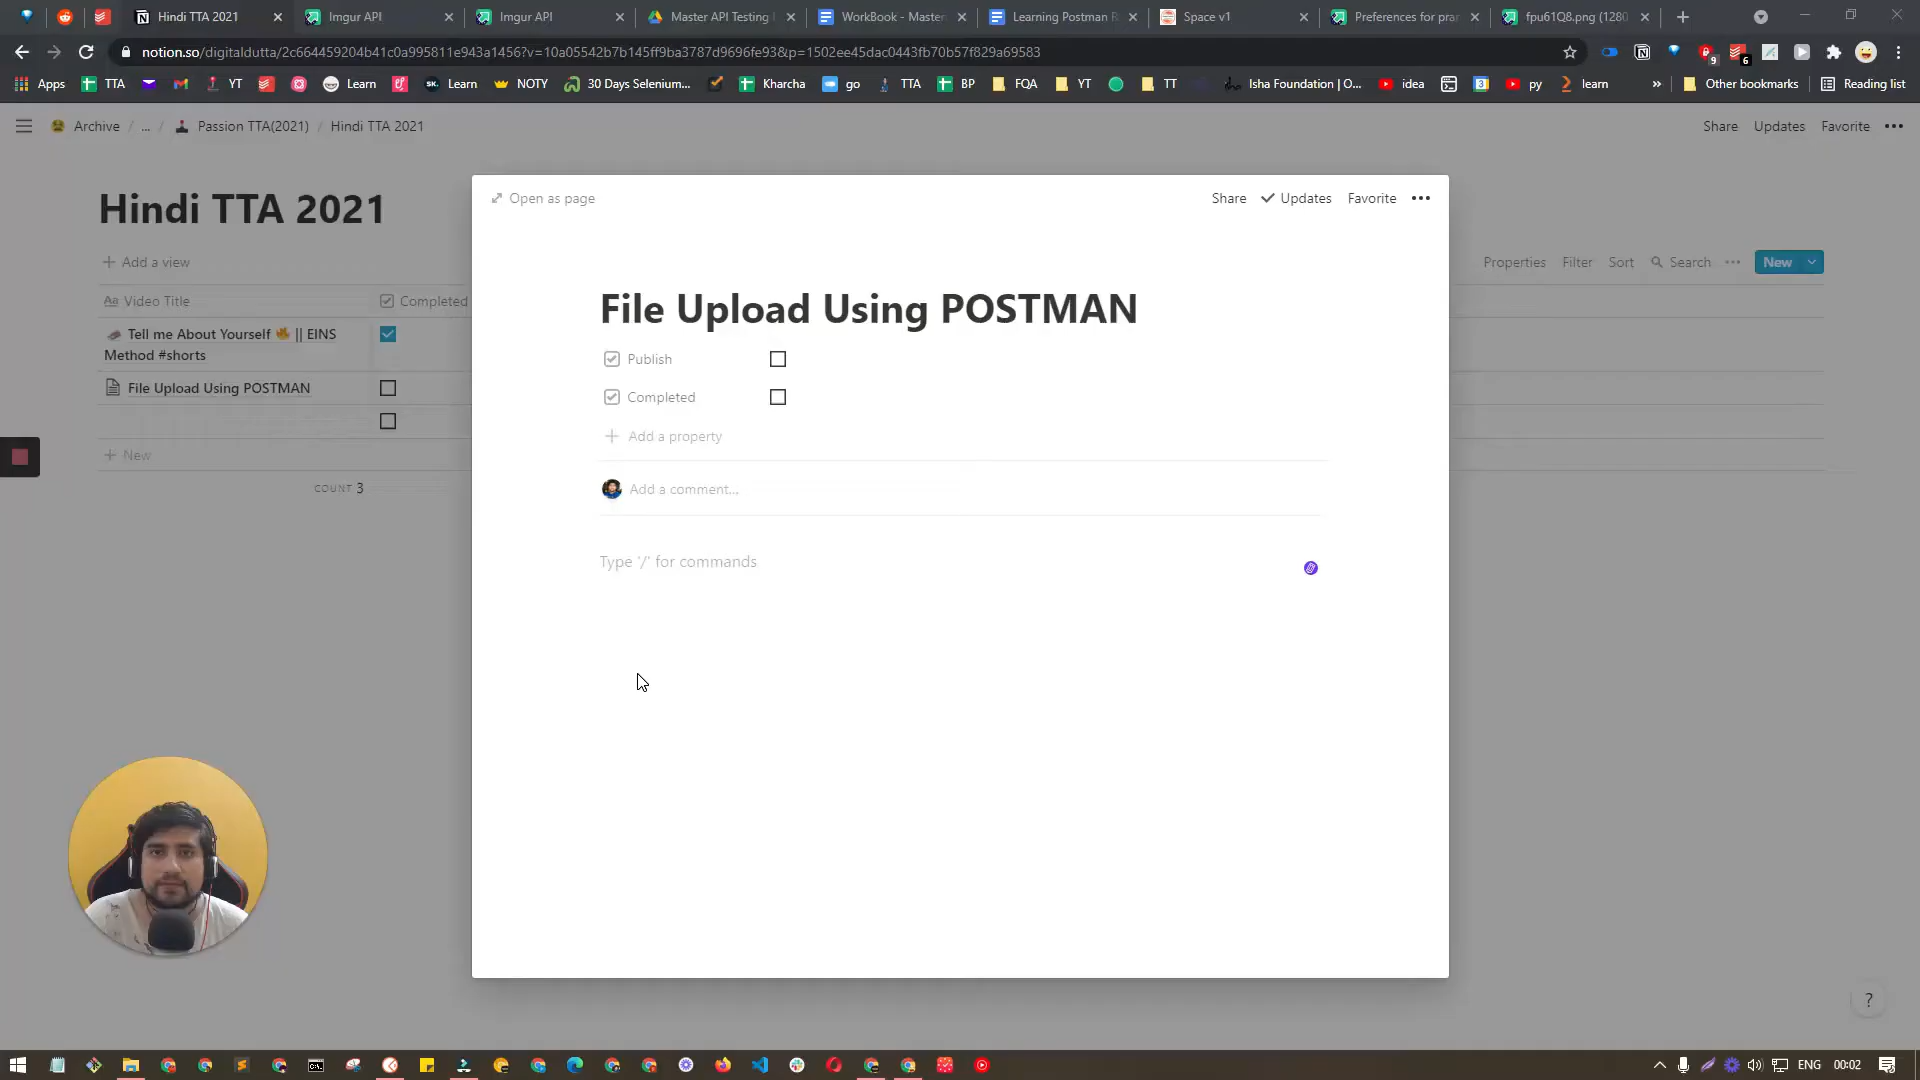 Hindi TTA 2021
Imgur API
Imgur API
Master API Testing
WorkBook - Master
Learning Postman
Space v1
Preferences for pra
fpu61Q8.png (1280
notion.so/digitaldutta/2c664459204b41c0a995811e943a1456?v=10a05542b7b145ff9ba3787d9696fe93&p=1502ee45dac0443fb70b57f829a69583
9
6
Apps
TTA
YT
Learn
Learn
NOTY
30 Days Selenium...
Kharcha
go
TTA
BP
FQA
YT
TT
Isha Foundation | O...
idea
py
learn
»
Other bookmarks
Reading list
Archive / ... / Passion TTA(2021) / Hindi TTA 2021
Share
Updates
Favorite
Hindi TTA 2021
Add a view
Properties
Filter
Sort
Search
New
Aa Video Title
Completed
Tell me About Yourself 🔥 || EINS
Method #shorts
File Upload Using POSTMAN
New
COUNT 3
Open as page
Share
Updates
Favorite
File Upload Using POSTMAN
Publish
Completed
Add a property
Add a comment...
Type '/' for commands
?
ENG
00:02